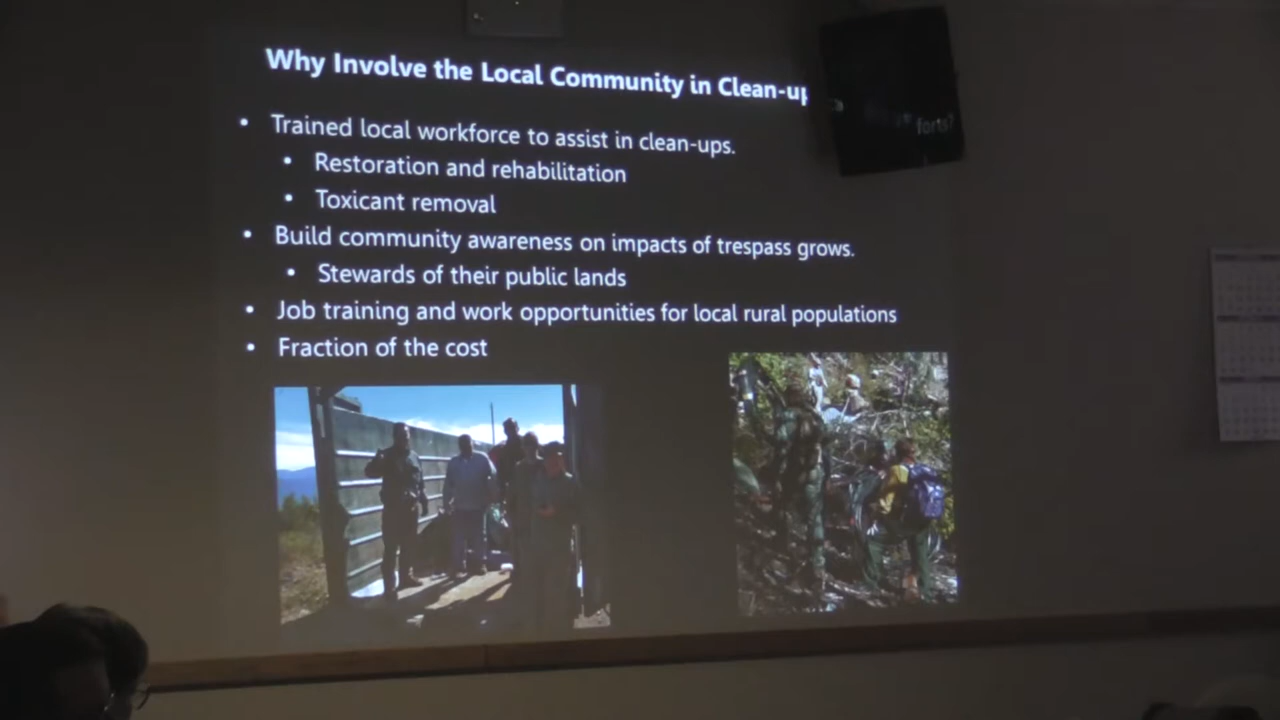 Why Involve the Local Community in Clean-up forts?
• Trained local workforce to assist in clean-ups.
• Restoration and rehabilitation
• Toxicant removal
• Build community awareness on impacts of trespass grows.
• Stewards of their public lands
• Job training and work opportunities for local rural populations
• Fraction of the cost